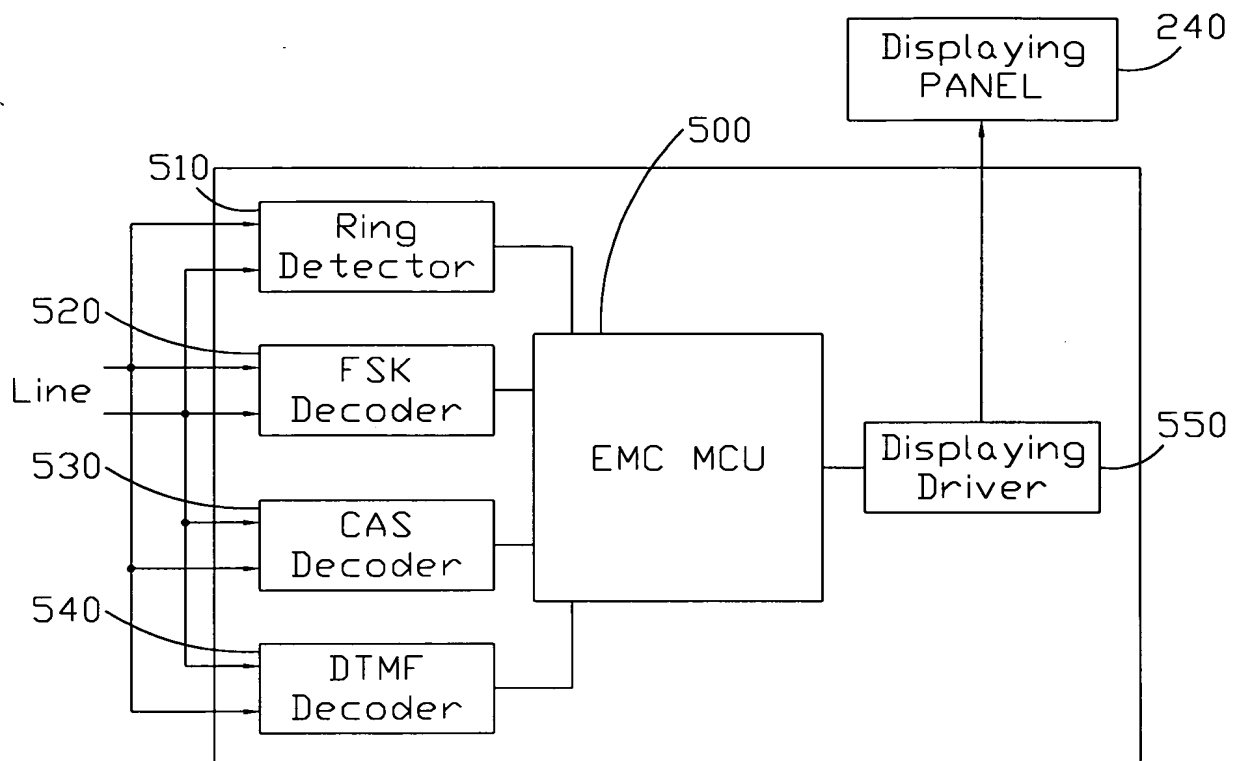 Displaying
PANEL
240
500
510
Ring
Detector
520
FSK
Decoder
Line
530
CAS
Decoder
540
DTMF
Decoder
EMC MCU
Displaying
Driver
550